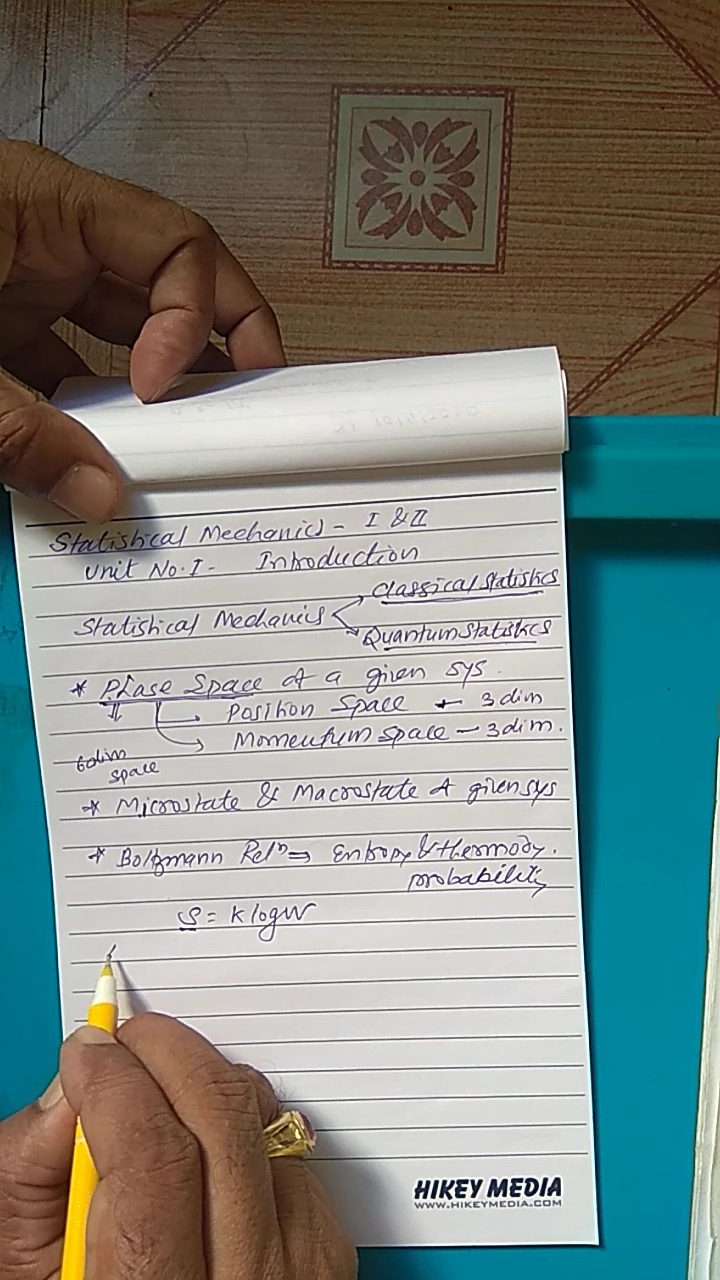 Statistical Mechanics - I & II
Unit No. I - Introduction
Statistical Mechanics
Classical Statistics
Quantum Statistics
* Phase Space of a given sys.
Position Space - 3 dim
Momentum space - 3 dim.
6 dim
space
* Microstate & Macrostate of given sys
* Boltzmann Relⁿ ⇒ Entropy & thermody.
probability
S = k log W
HIKEY MEDIA
WWW.HIKEYMEDIA.COM